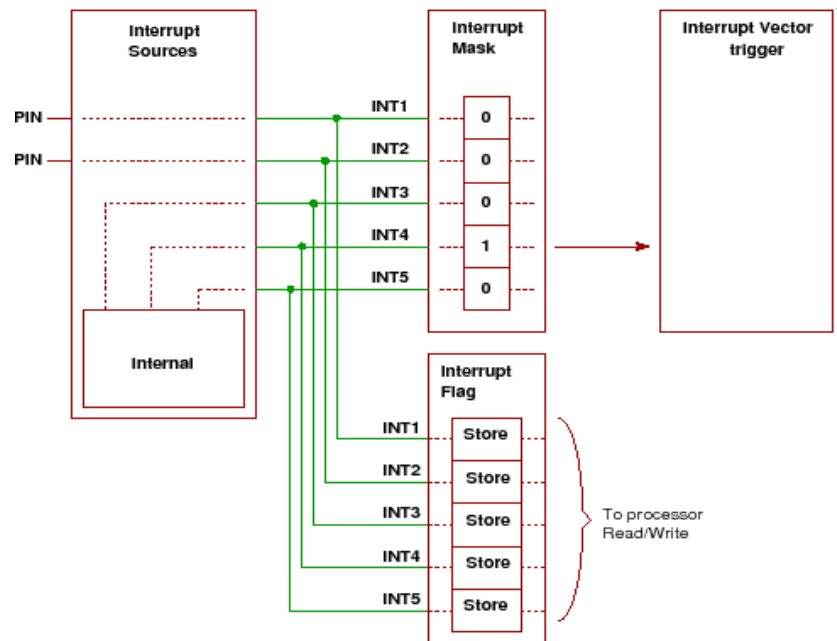 Interrupt
Sources
Interrupt
Mask
Interrupt Vector
trigger
PIN
INT1
0
PIN
INT2
0
INT3
0
INT4
1
INT5
0
Internal
Interrupt
Flag
INT1
Store
INT2
Store
INT3
Store
INT4
Store
INT5
Store
To processor
Read/Write